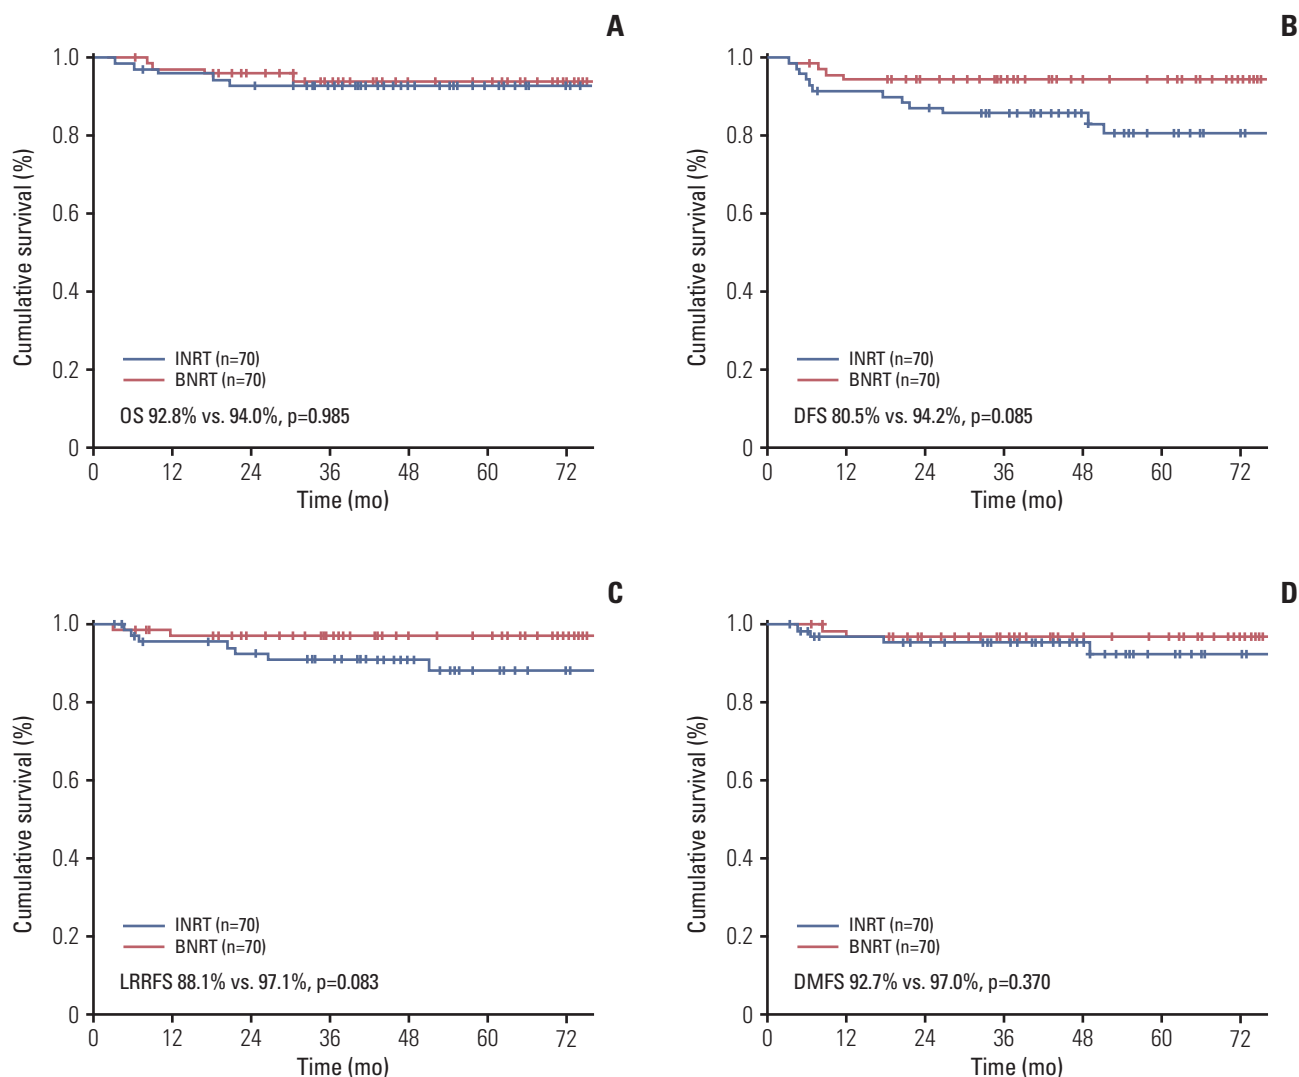 A
Cumulative survival (%)
1.0
0.8
0.6
0.4
0.2
0
INRT (n=70)
BNRT (n=70)
OS 92.8% vs. 94.0%, p=0.985
0 12 24 36 48 60 72
Time (mo)
B
Cumulative survival (%)
1.0
0.8
0.6
0.4
0.2
0
INRT (n=70)
BNRT (n=70)
DFS 80.5% vs. 94.2%, p=0.085
0 12 24 36 48 60 72
Time (mo)
C
Cumulative survival (%)
1.0
0.8
0.6
0.4
0.2
0
INRT (n=70)
BNRT (n=70)
LRRFS 88.1% vs. 97.1%, p=0.083
0 12 24 36 48 60 72
Time (mo)
D
Cumulative survival (%)
1.0
0.8
0.6
0.4
0.2
0
INRT (n=70)
BNRT (n=70)
DMFS 92.7% vs. 97.0%, p=0.370
0 12 24 36 48 60 72
Time (mo)